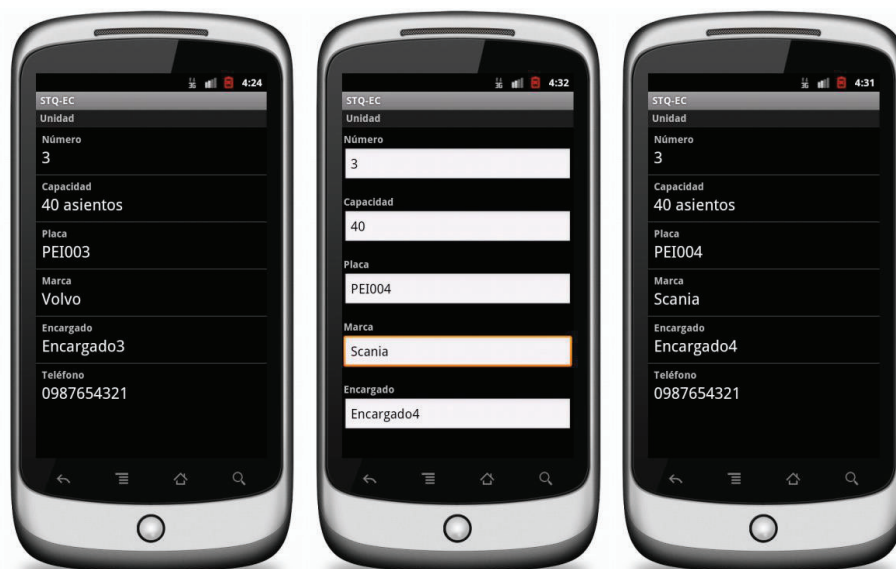 4:24
STQ-EC
Unidad
Número
3
Capacidad
40 asientos
Placa
PEI003
Marca
Volvo
Encargado
Encargado3
Teléfono
0987654321
4:32
STQ-EC
Unidad
Número
3
Capacidad
40
Placa
PEI004
Marca
Scania
Encargado
Encargado4
4:31
STQ-EC
Unidad
Número
3
Capacidad
40 asientos
Placa
PEI004
Marca
Scania
Encargado
Encargado4
Teléfono
0987654321